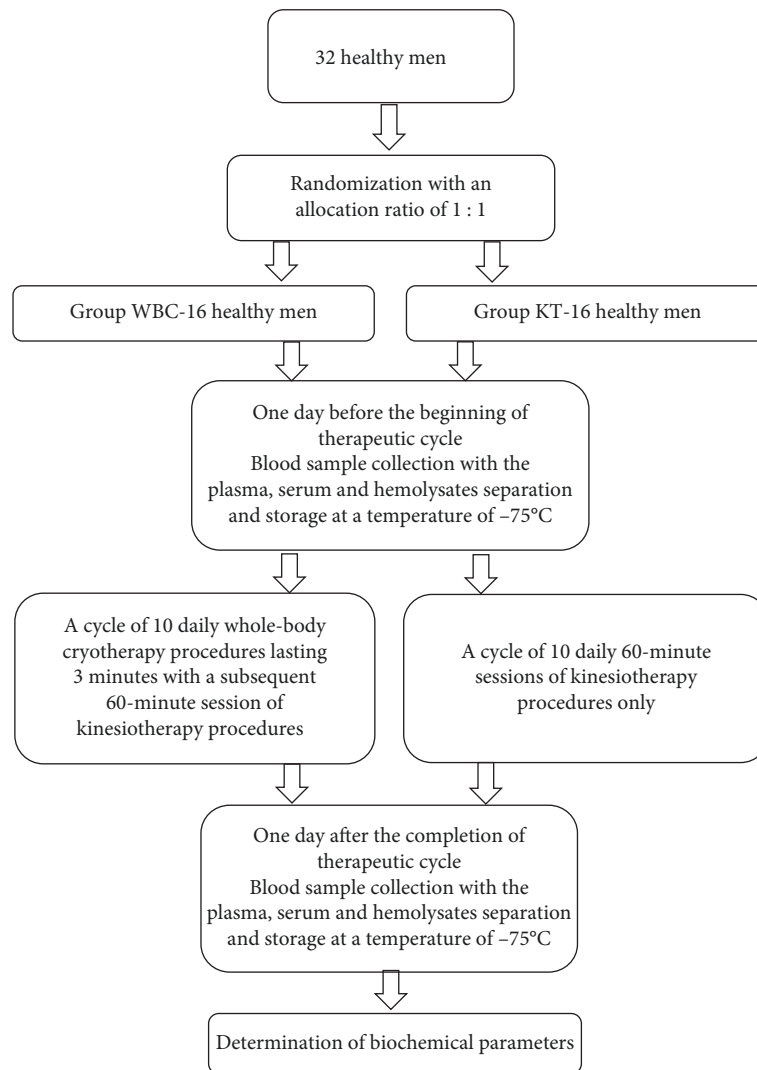 32 healthy men
Randomization with an
allocation ratio of 1 : 1
Group WBC-16 healthy men
Group KT-16 healthy men
One day before the beginning of
therapeutic cycle
Blood sample collection with the
plasma, serum and hemolysates separation
and storage at a temperature of –75°C
A cycle of 10 daily whole-body
cryotherapy procedures lasting
3 minutes with a subsequent
60-minute session of
kinesiotherapy procedures
A cycle of 10 daily 60-minute
sessions of kinesiotherapy
procedures only
One day after the completion of
therapeutic cycle
Blood sample collection with the
plasma, serum and hemolysates separation
and storage at a temperature of –75°C
Determination of biochemical parameters